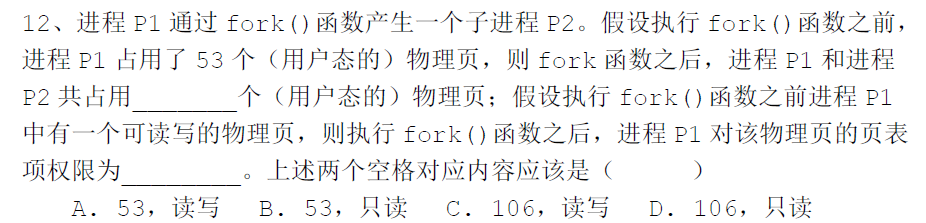 12、进程 P1 通过 fork()函数产生一个子进程 P2。假设执行 fork()函数之前,
进程 P1 占用了 53 个（用户态的）物理页，则 fork 函数之后，进程 P1 和进程
P2 共占用________个（用户态的）物理页；假设执行 fork()函数之前进程 P1
中有一个可读写的物理页，则执行 fork()函数之后，进程 P1 对该物理页的页表
项权限为_________。上述两个空格对应内容应该是（　　）
A. 53，读写 B. 53，只读 C. 106，读写 D. 106，只读